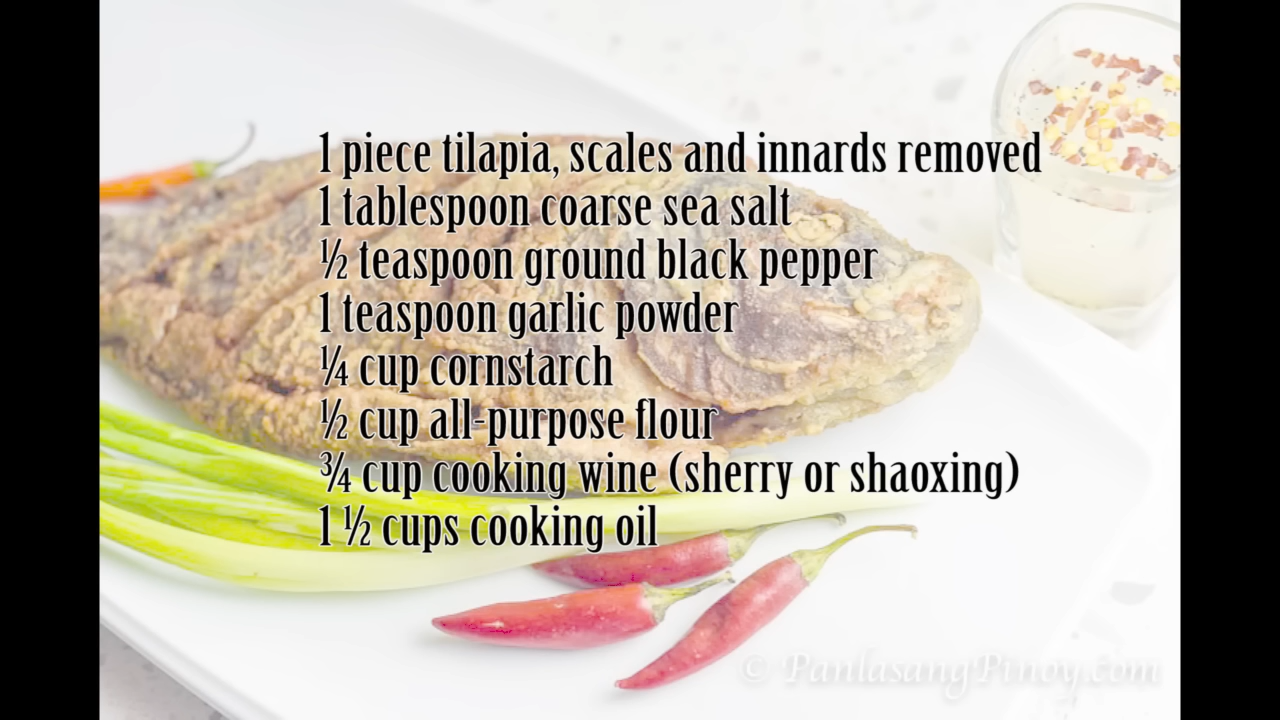 1 piece tilapia, scales and innards removed
1 tablespoon coarse sea salt
½ teaspoon ground black pepper
1 teaspoon garlic powder
¼ cup cornstarch
½ cup all-purpose flour
¾ cup cooking wine (sherry or shaoxing)
1 ½ cups cooking oil
© PanlasangPinoy.com